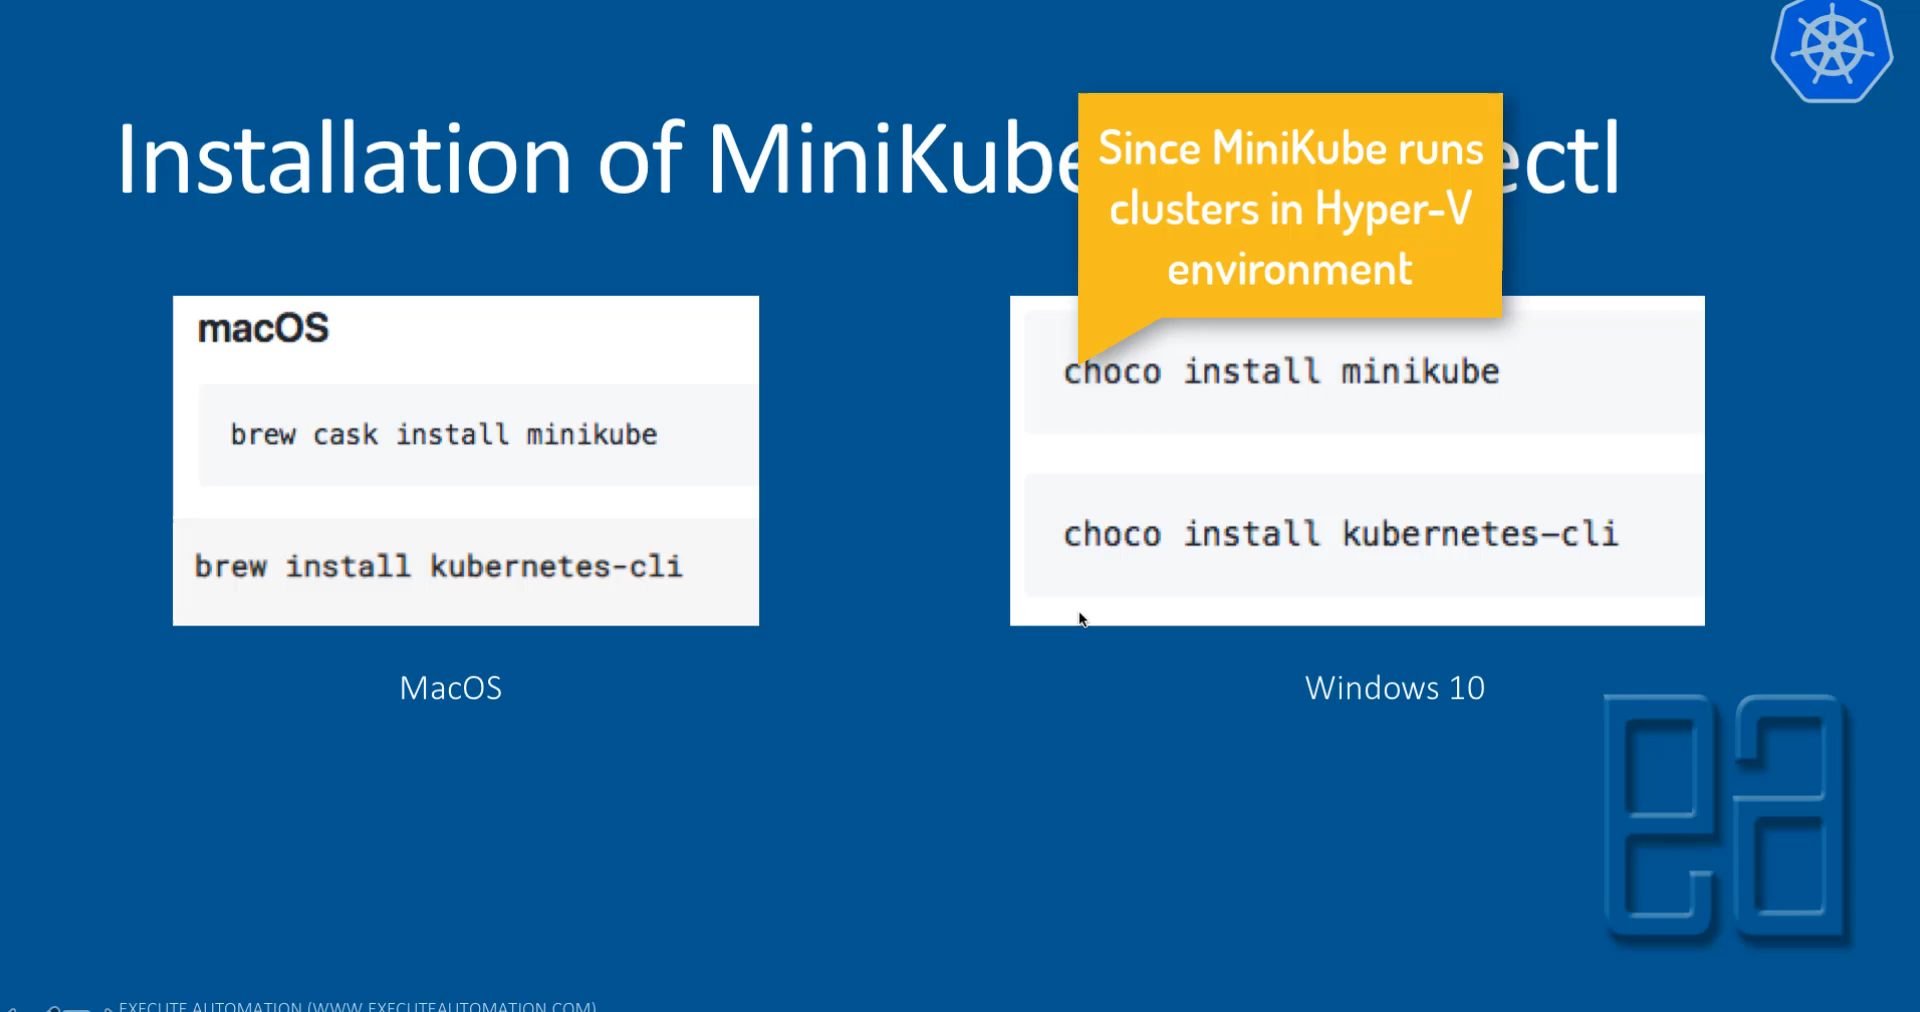 Installation of MiniKube ectl
Since MiniKube runs
clusters in Hyper-V
environment
macOS
brew cask install minikube
brew install kubernetes-cli
MacOS
choco install minikube
choco install kubernetes-cli
Windows 10
ea
EXECUTE AUTOMATION (WWW.EXECUTEAUTOMATION.COM)